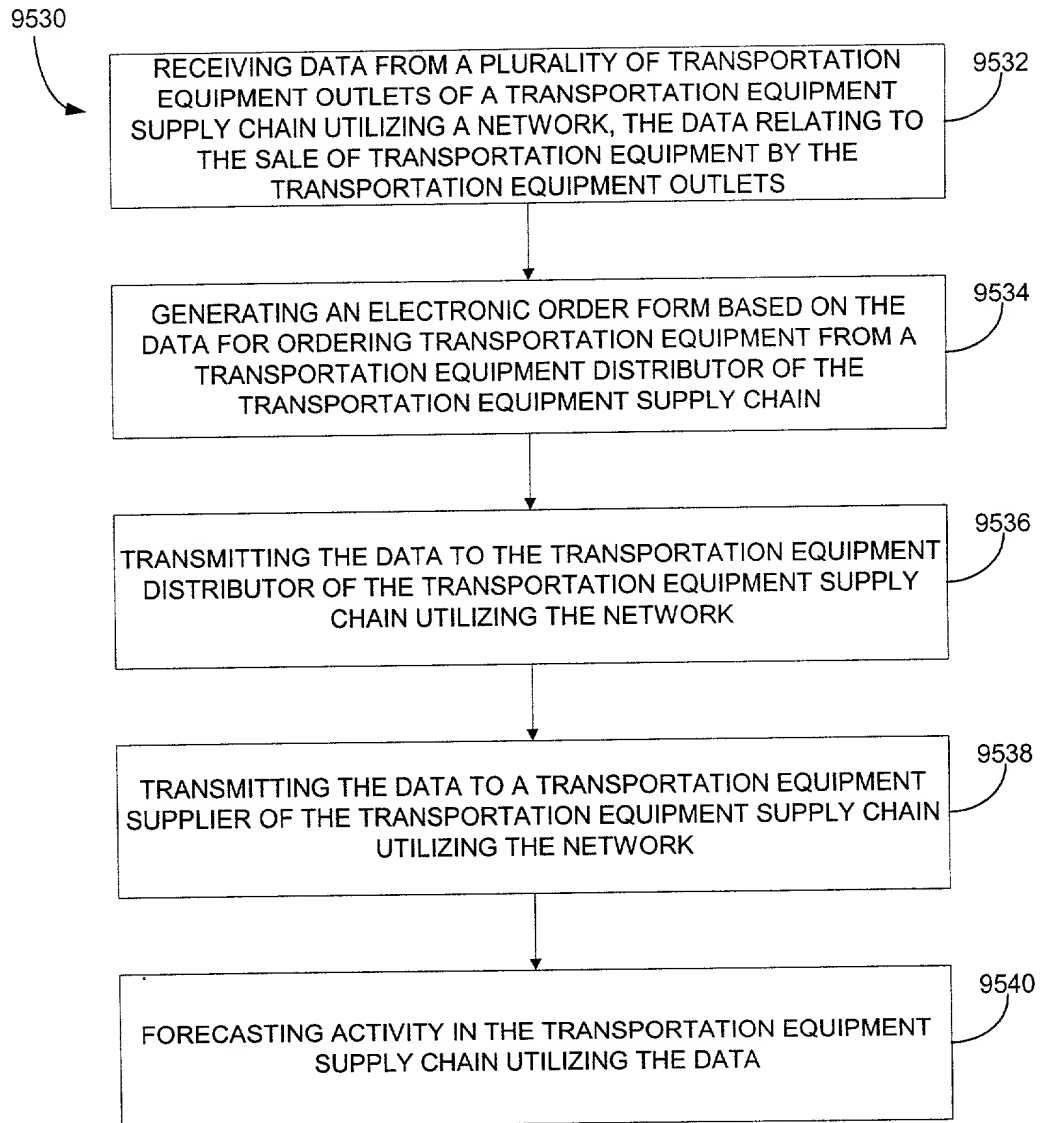 9530
RECEIVING DATA FROM A PLURALITY OF TRANSPORTATION
EQUIPMENT OUTLETS OF A TRANSPORTATION EQUIPMENT
SUPPLY CHAIN UTILIZING A NETWORK, THE DATA RELATING TO
THE SALE OF TRANSPORTATION EQUIPMENT BY THE
TRANSPORTATION EQUIPMENT OUTLETS
9532
GENERATING AN ELECTRONIC ORDER FORM BASED ON THE
DATA FOR ORDERING TRANSPORTATION EQUIPMENT FROM A
TRANSPORTATION EQUIPMENT DISTRIBUTOR OF THE
TRANSPORTATION EQUIPMENT SUPPLY CHAIN
9534
TRANSMITTING THE DATA TO THE TRANSPORTATION EQUIPMENT
DISTRIBUTOR OF THE TRANSPORTATION EQUIPMENT SUPPLY
CHAIN UTILIZING THE NETWORK
9536
TRANSMITTING THE DATA TO A TRANSPORTATION EQUIPMENT
SUPPLIER OF THE TRANSPORTATION EQUIPMENT SUPPLY CHAIN
UTILIZING THE NETWORK
9538
FORECASTING ACTIVITY IN THE TRANSPORTATION EQUIPMENT
SUPPLY CHAIN UTILIZING THE DATA
9540